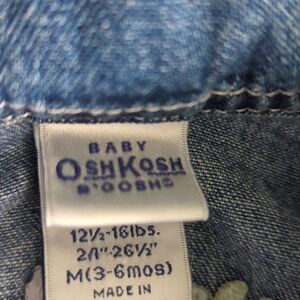 BABY
OSHKOSH
B'GOSH®
12½-16lbs.
24"-26½"
M(3-6mos)
MADE IN